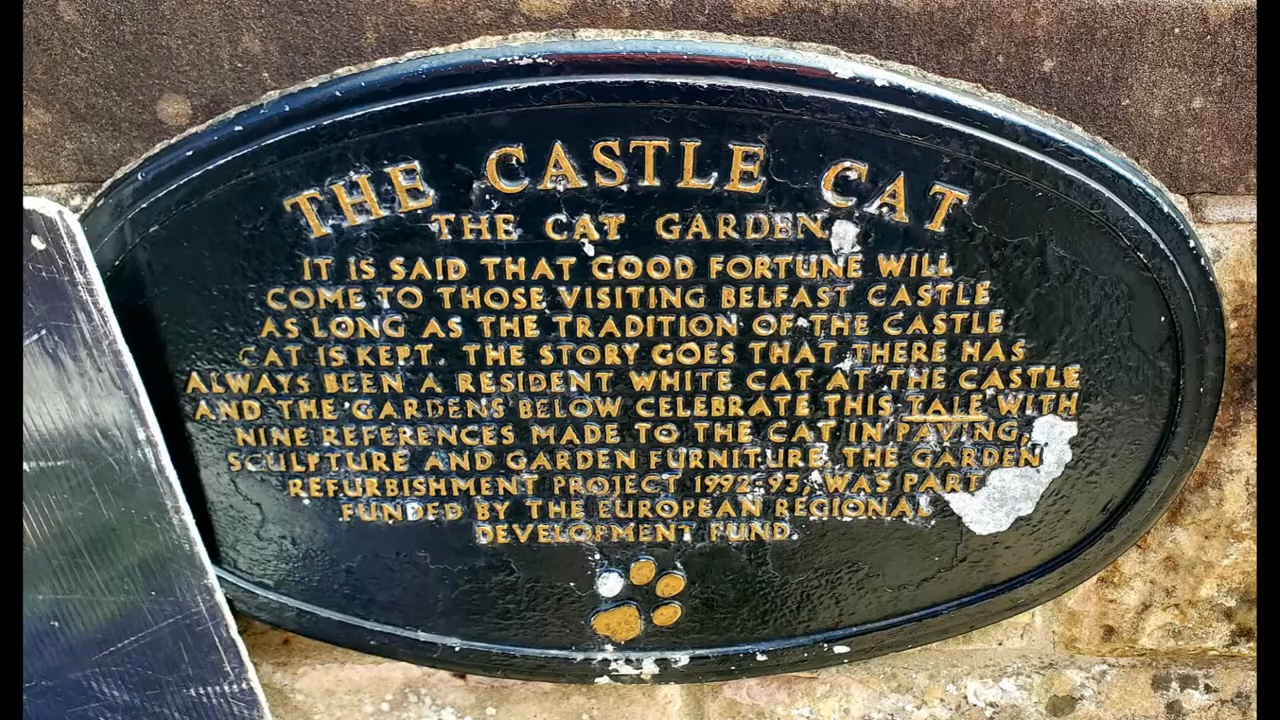 THE CASTLE CAT
THE CAT GARDEN
IT IS SAID THAT GOOD FORTUNE WILL
COME TO THOSE VISITING BELFAST CASTLE
AS LONG AS THE TRADITION OF THE CASTLE
CAT IS KEPT. THE STORY GOES THAT THERE HAS
ALWAYS BEEN A RESIDENT WHITE CAT AT THE CASTLE
AND THE GARDENS BELOW CELEBRATE THIS TALE WITH
NINE REFERENCES MADE TO THE CAT IN PAVING,
SCULPTURE AND GARDEN FURNITURE. THE GARDEN
REFURBISHMENT PROJECT 1992-93, WAS PART
FUNDED BY THE EUROPEAN REGIONAL
DEVELOPMENT FUND.